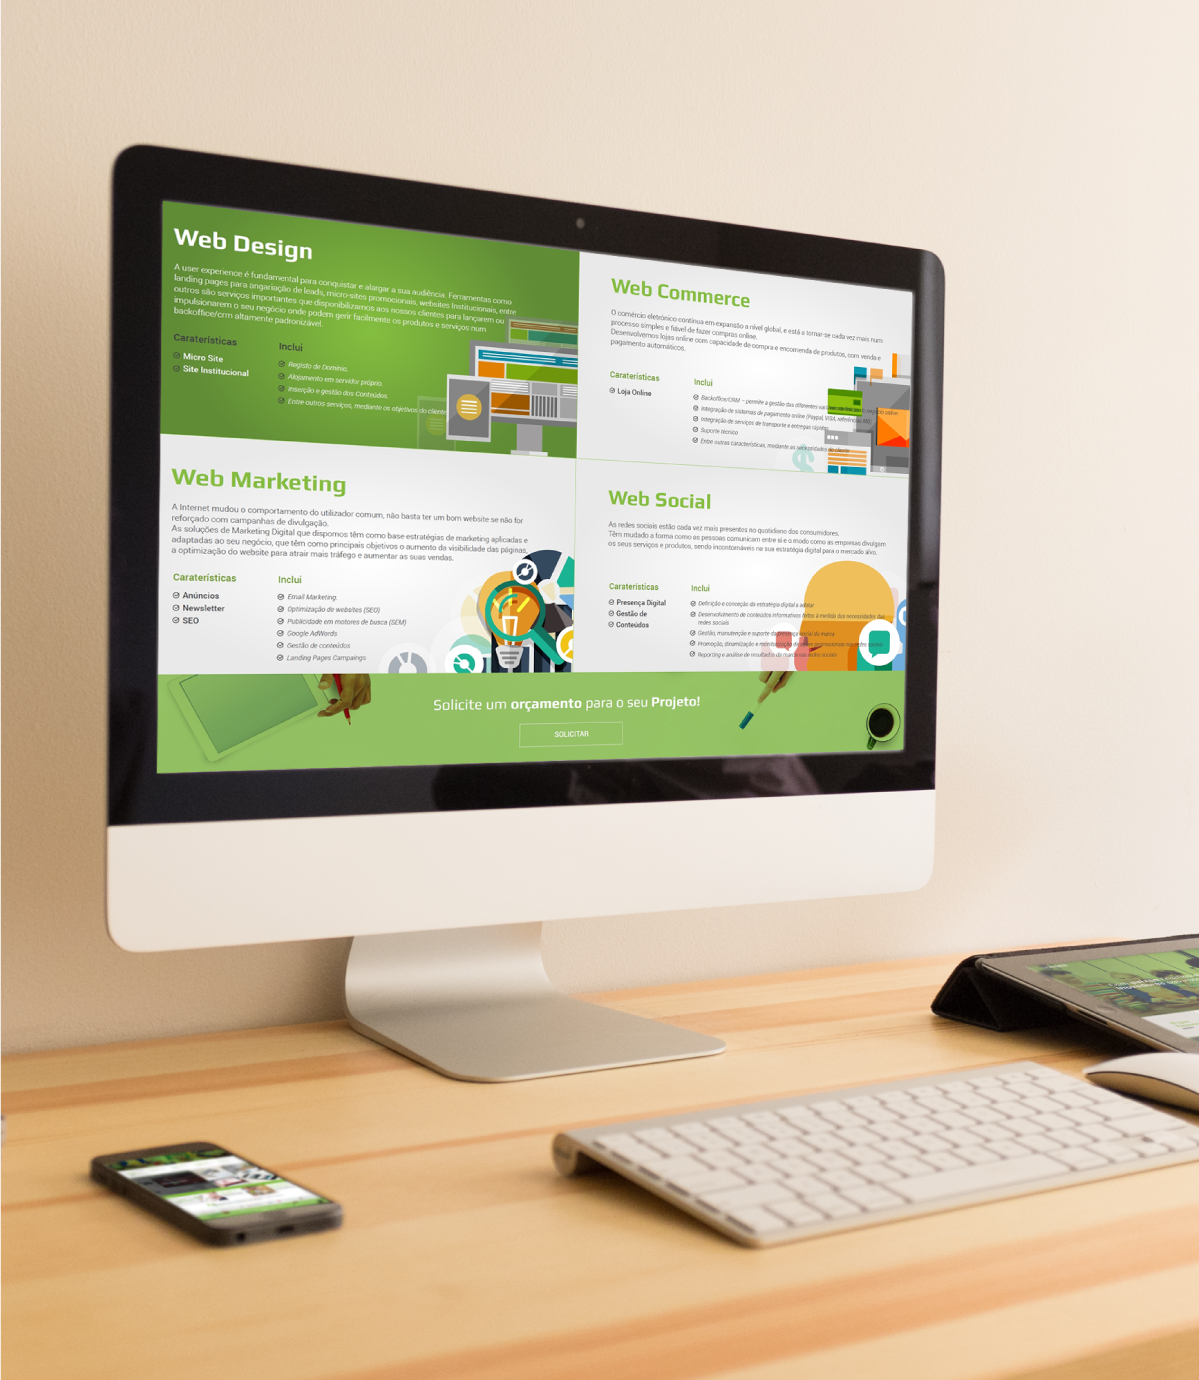 Web Design
A user experience é fundamental para conquistar e alargar a sua audiência. Ferramentas como
landing pages para angariação de leads, micro-sites promocionais, websites Institucionais, entre
outros são serviços importantes que disponibilizamos aos nossos clientes para lançarem ou
impulsionarem o seu negócio onde podem gerir facilmente os produtos e serviços num
backoffice/crm altamente padronizável.
Caraterísticas
Micro Site
Site Institucional
Inclui
Registo de Domínio.
Alojamento em servidor próprio.
Inserção e gestão dos Conteúdos.
Entre outros serviços, mediante os objetivos do cliente
Web Commerce
O comércio eletrónico continua em expansão a nível global, e está a tornar-se cada vez mais num
processo simples e fiável de fazer compras online.
Desenvolvemos lojas online com capacidade de compra e encomenda de produtos, com venda e
pagamento automáticos.
Caraterísticas
Loja Online
Inclui
Backoffice/CRM – permite a gestão das diferentes
Integração de sistemas de pagamento online (Paypal, VISA, referências MB)
Integração de serviços de transporte e entregas rápidas
Suporte técnico
Entre outras características, mediante as necessidades do cliente
Web Marketing
A Internet mudou o comportamento do utilizador comum, não basta ter um bom website se não for
reforçado com campanhas de divulgação.
As soluções de Marketing Digital que dispomos têm como base estratégias de marketing aplicadas e
adaptadas ao seu negócio, que têm como principais objetivos o aumento da visibilidade das páginas,
a optimização do website para atrair mais tráfego e aumentar as suas vendas.
Caraterísticas
Anúncios
Newsletter
SEO
Inclui
Email Marketing.
Optimização de websites (SEO)
Publicidade em motores de busca (SEM)
Google AdWords
Gestão de conteúdos
Landing Pages Campaings
Web Social
As redes sociais estão cada vez mais presentes no quotidiano dos consumidores.
Têm mudado a forma como as pessoas comunicam entre si e o modo como as empresas divulgam
os seus serviços e produtos, sendo incontornáveis na sua estratégia digital para o mercado alvo.
Caraterísticas
Presença Digital
Gestão de
Conteúdos
Inclui
Definição e conceção da estratégia digital a adotar
Desenvolvimento de conteúdos informativos feitos à medida das necessidades das
redes sociais
Gestão, manutenção e suporte da presença social da marca
Promoção, dinamização e
Reporting e análise de resultados da marca nas redes sociais
Solicite um orçamento para o seu Projeto!
SOLICITAR